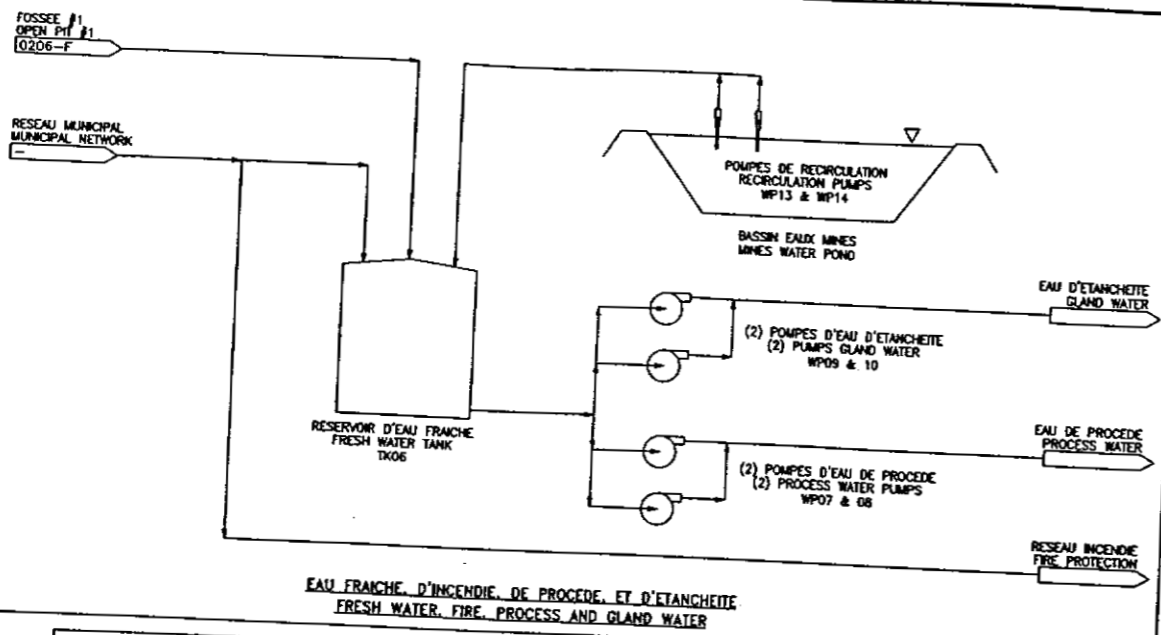 FOSSEE #1
OPEN PIT #1
0206-F
RESEAU MUNICIPAL
MUNICIPAL NETWORK
-
POMPES DE RECIRCULATION
RECIRCULATION PUMPS
WP13 & WP14
BASSIN EAUX MINES
MINES WATER POND
EAU D'ETANCHEITE
GLAND WATER
(2) POMPES D'EAU D'ETANCHEITE
(2) PUMPS GLAND WATER
WP09 & 10
RESERVOIR D'EAU FRAICHE
FRESH WATER TANK
TK06
EAU DE PROCEDE
PROCESS WATER
(2) POMPES D'EAU DE PROCEDE
(2) PROCESS WATER PUMPS
WP07 & 08
RESEAU INCENDIE
FIRE PROTECTION
EAU FRAICHE, D'INCENDIE, DE PROCEDE, ET D'ETANCHEITE
FRESH WATER, FIRE, PROCESS AND GLAND WATER